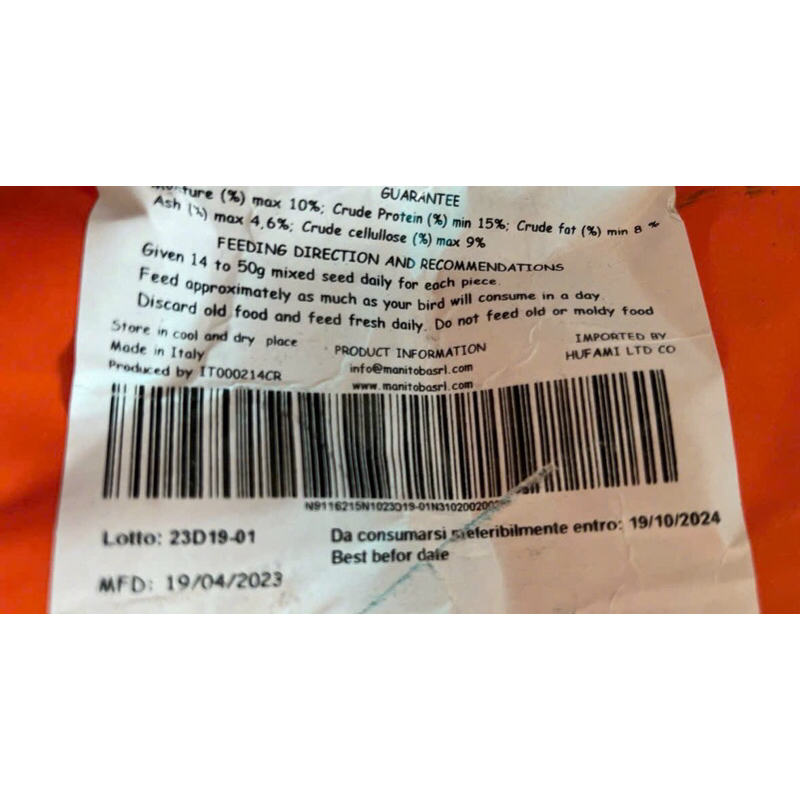 GUARANTEE
max 10%; Crude Protein (%) min 15%; Crude fat (%) min 8 %
Ash (%) max 4,6%; Crude cellullose (%) max 9%
FEEDING DIRECTION AND RECOMMENDATIONS
Given 14 to 50g mixed seed daily for each piece.
Feed approximately as much as your bird will consume in a day.
Discard old food and feed fresh daily. Do not feed old or moldy food
Store in cool and dry place
Made in Italy
Produced by IT000214CR
PRODUCT INFORMATION
info@manitobasrl.com
www.manitobasrl.com
IMPORTED BY
HUFAMI LTD CO
Lotto: 23D19-01
MFD: 19/04/2023
Da consumarsi preferibilmente entro: 19/10/2024
Best befor date